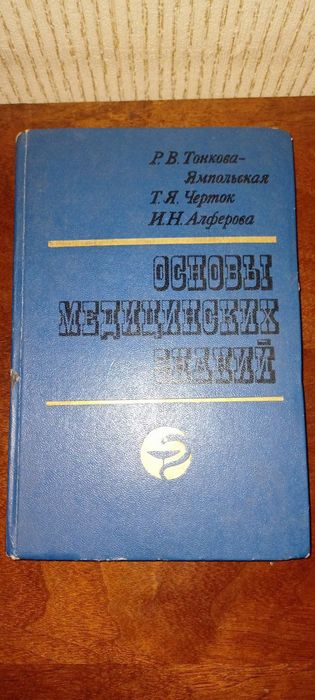 Р. В. Тонкова-
Ямпольская
Т. Я. Черток
И. Н. Алферова
ОСНОВЫ
МЕДИЦИНСКИХ
ЗНАНИЙ